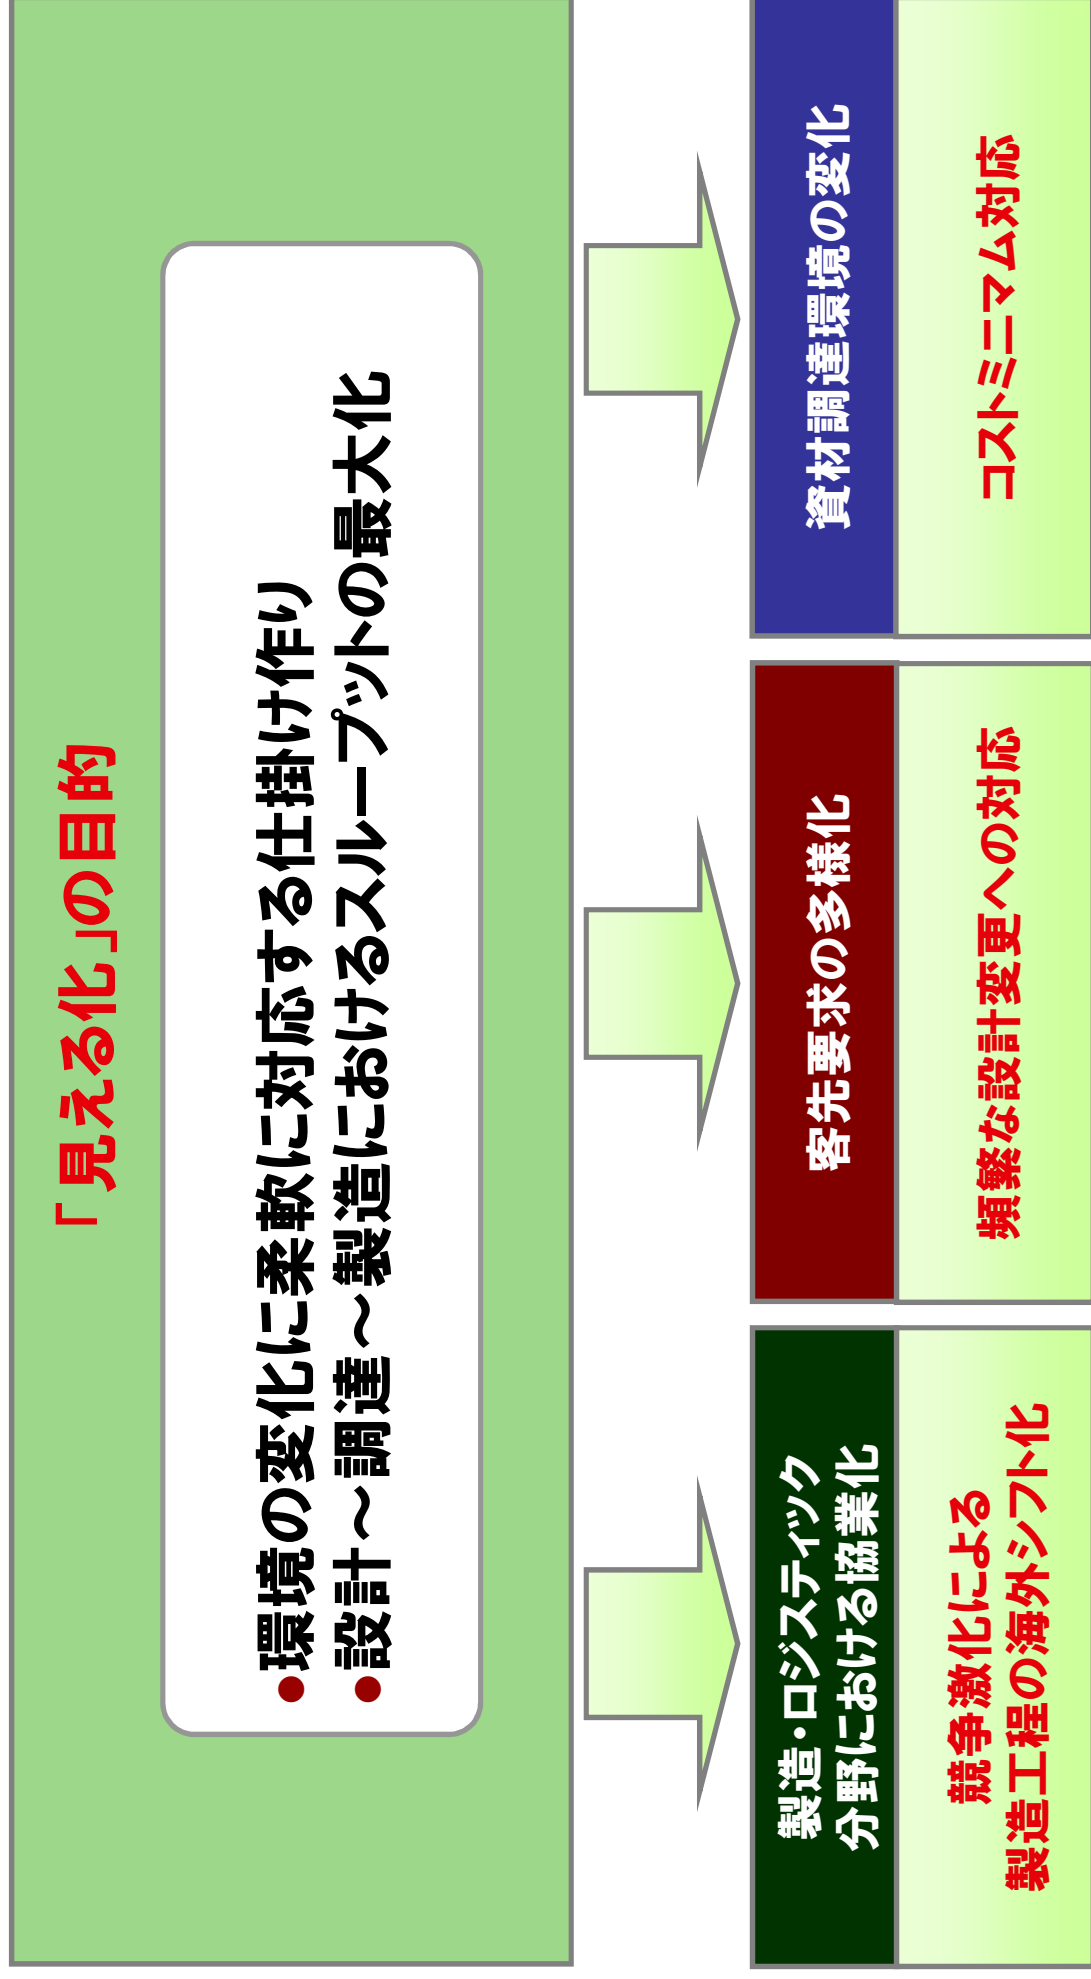 「見える化」の目的
●環境の変化に柔軟に対応する仕掛け作り
●設計～調達～製造におけるスループットの最大化
製造・ロジスティック
分野における協業化
競争激化による
製造工程の海外シフト化
客先要求の多様化
頻繁な設計変更への対応
資材調達環境の変化
コストミニマム対応